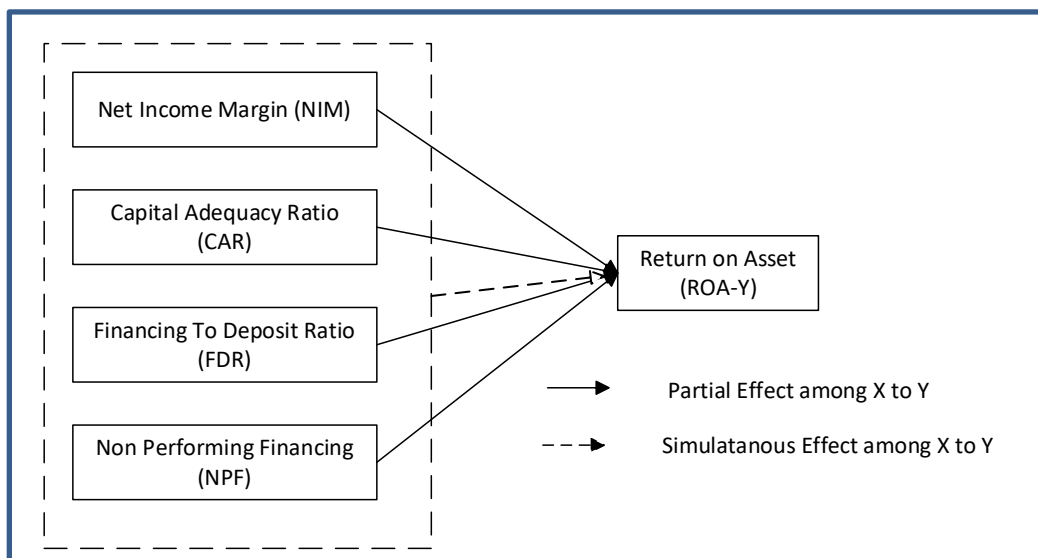 Net Income Margin (NIM)
Capital Adequacy Ratio
(CAR)
Financing To Deposit Ratio
(FDR)
Non Performing Financing
(NPF)
Return on Asset
(ROA-Y)
Partial Effect among X to Y
Simulatanous Effect among X to Y